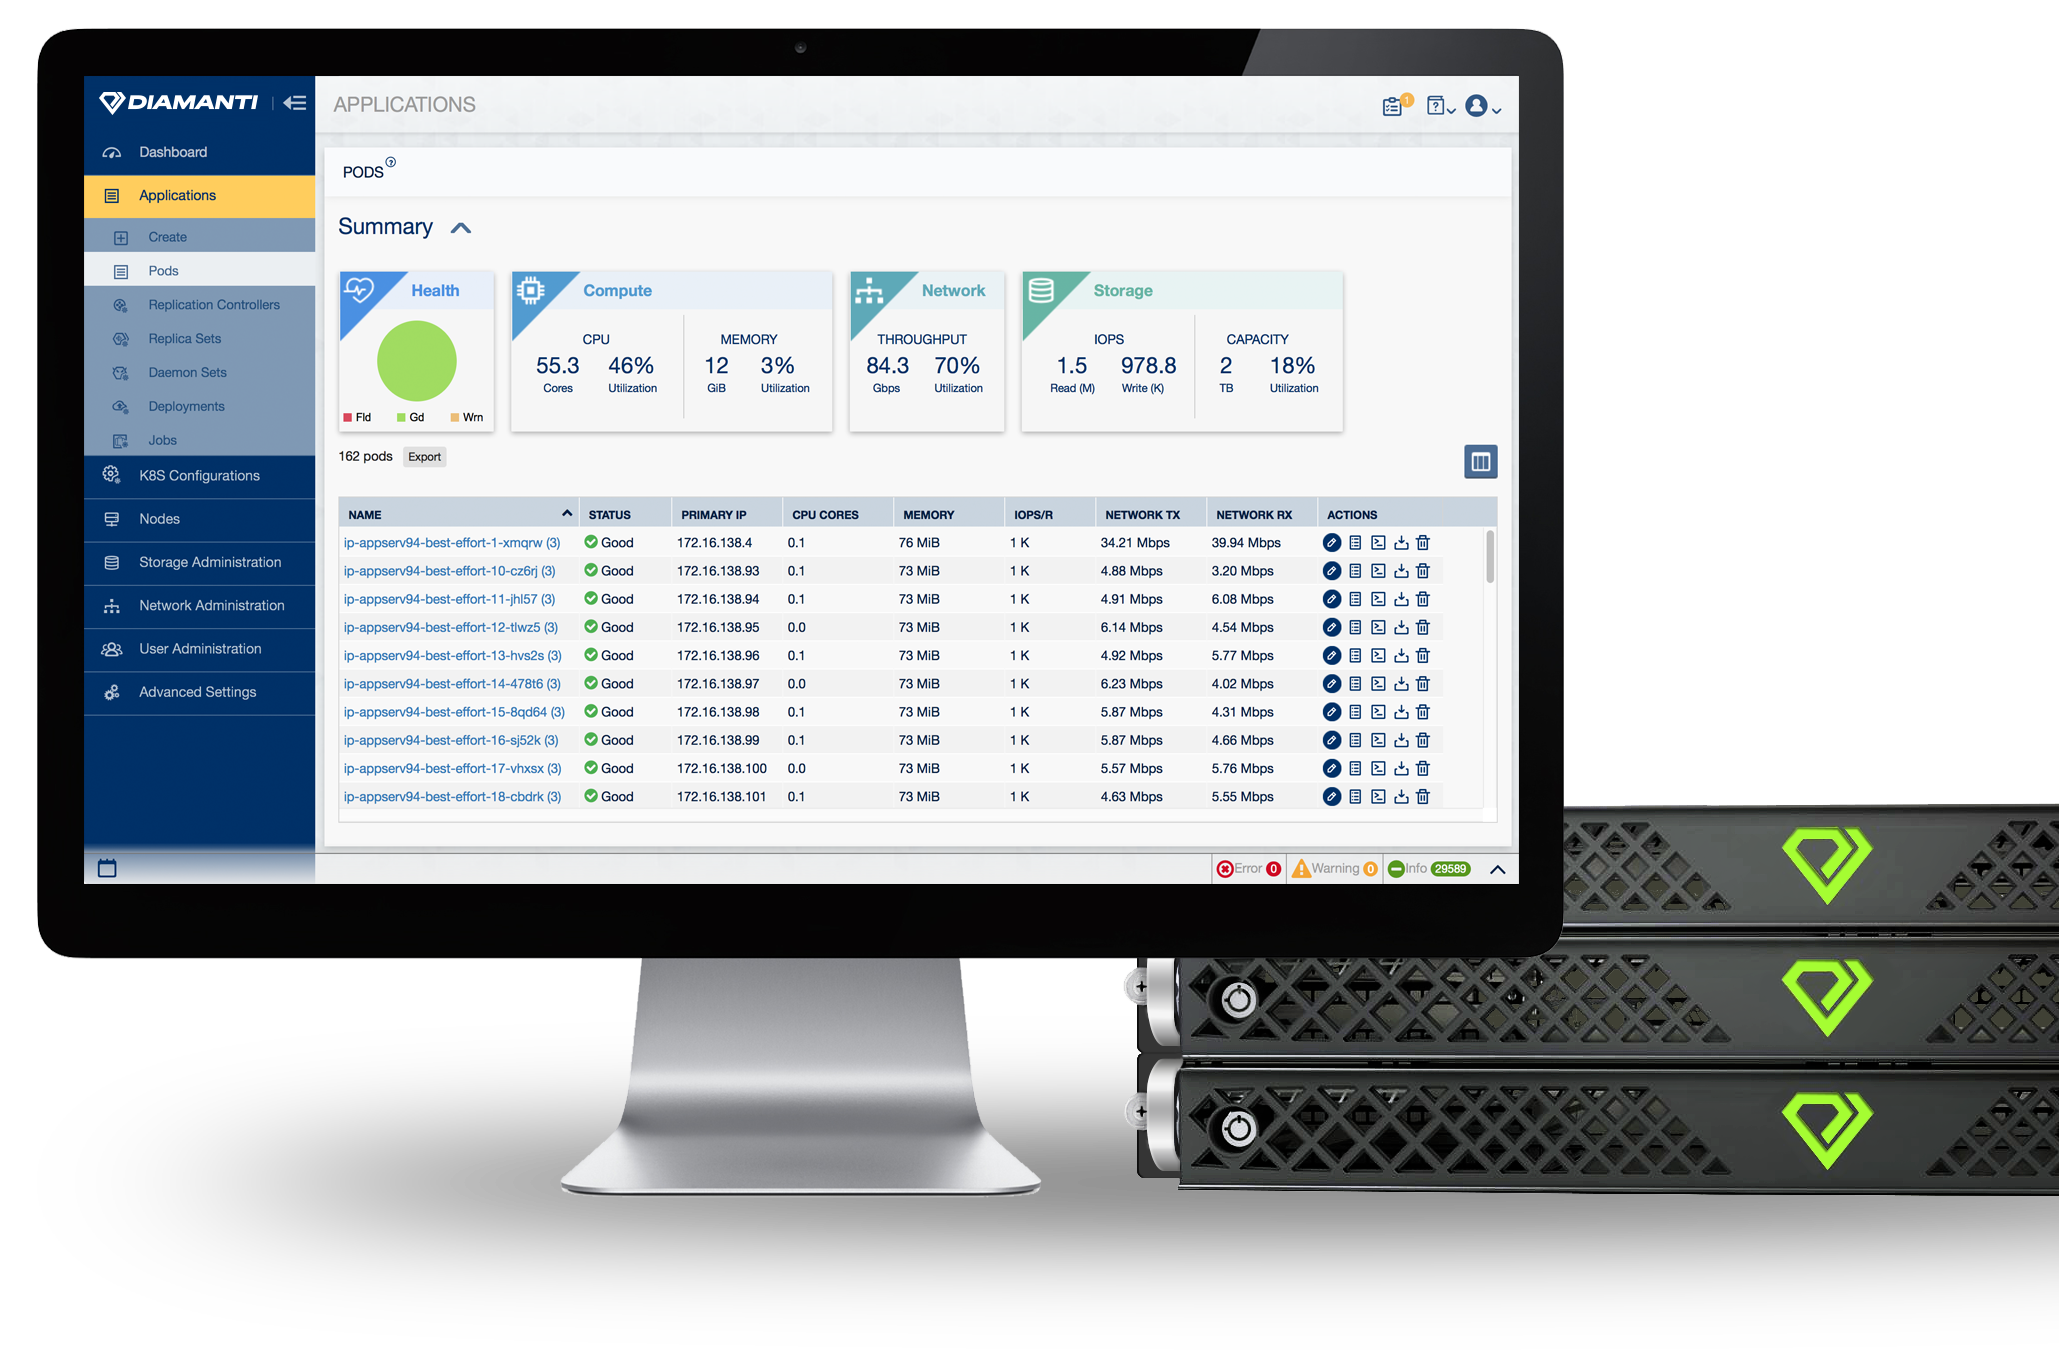 DIAMANTI
APPLICATIONS
1
?
Dashboard
Applications
Create
Pods
Replication Controllers
Replica Sets
Daemon Sets
Deployments
Jobs
K8S Configurations
Nodes
Storage Administration
Network Administration
User Administration
Advanced Settings
PODS ?
Summary
Health
Fld Gd Wrn
Compute
CPU MEMORY
55.3 46% 12 3%
Cores Utilization GiB Utilization
Network
THROUGHPUT
84.3 70%
Gbps Utilization
Storage
IOPS CAPACITY
1.5 978.8 2 18%
Read (M) Write (K) TB Utilization
162 pods Export
NAME STATUS PRIMARY IP CPU CORES MEMORY IOPS/R NETWORK TX NETWORK RX ACTIONS
ip-appserv94-best-effort-1-xmqrw (3) Good 172.16.138.4 0.1 76 MiB 1 K 34.21 Mbps 39.94 Mbps
ip-appserv94-best-effort-10-cz6rj (3) Good 172.16.138.93 0.1 73 MiB 1 K 4.88 Mbps 3.20 Mbps
ip-appserv94-best-effort-11-jhl57 (3) Good 172.16.138.94 0.1 73 MiB 1 K 4.91 Mbps 6.08 Mbps
ip-appserv94-best-effort-12-tlwz5 (3) Good 172.16.138.95 0.0 73 MiB 1 K 6.14 Mbps 4.54 Mbps
ip-appserv94-best-effort-13-hvs2s (3) Good 172.16.138.96 0.1 73 MiB 1 K 4.92 Mbps 5.77 Mbps
ip-appserv94-best-effort-14-478t6 (3) Good 172.16.138.97 0.0 73 MiB 1 K 6.23 Mbps 4.02 Mbps
ip-appserv94-best-effort-15-8qd64 (3) Good 172.16.138.98 0.1 73 MiB 1 K 5.87 Mbps 4.31 Mbps
ip-appserv94-best-effort-16-sj52k (3) Good 172.16.138.99 0.1 73 MiB 1 K 5.87 Mbps 4.66 Mbps
ip-appserv94-best-effort-17-vhxsx (3) Good 172.16.138.100 0.0 73 MiB 1 K 5.57 Mbps 5.76 Mbps
ip-appserv94-best-effort-18-cbdrk (3) Good 172.16.138.101 0.1 73 MiB 1 K 4.63 Mbps 5.55 Mbps
Error 0 Warning 0 Info 29589